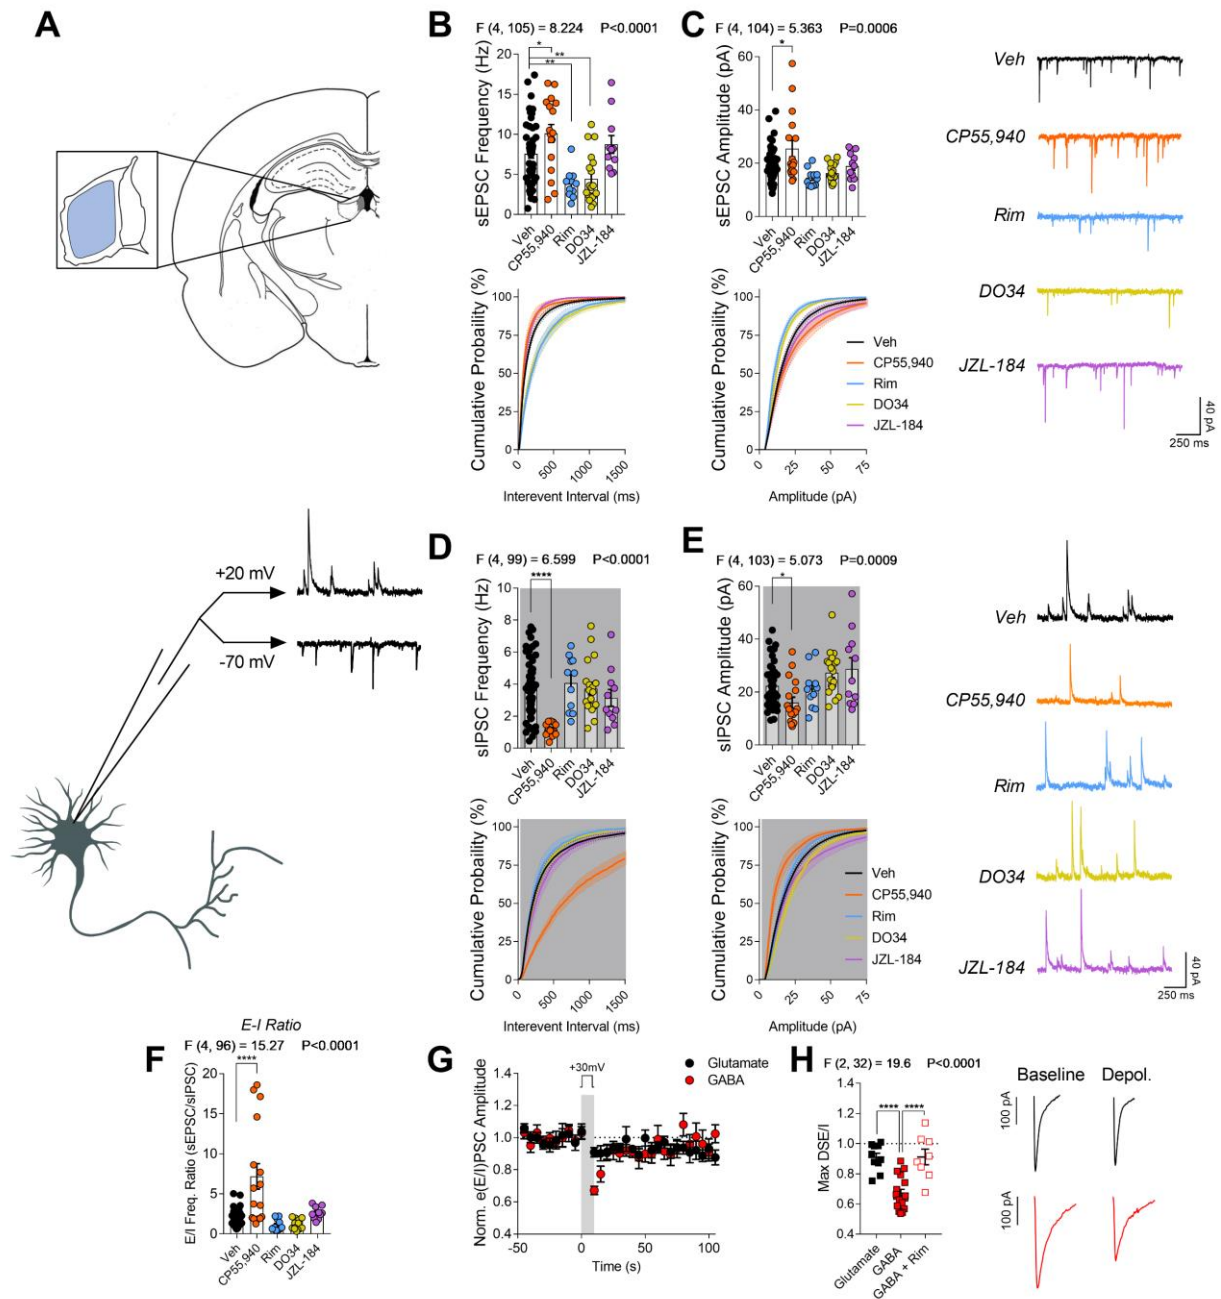 A
B
F (4, 105) = 8.224 P<0.0001
sEPSC Frequency (Hz)
20
15
10
5
0
*
**
**
Veh
CP55,940
Rim
DO34
JZL-184
Cumulative Probaility (%)
100
75
50
25
0
0
500
1000
1500
Interevent Interval (ms)
C
F (4, 104) = 5.363 P=0.0006
sEPSC Amplitude (pA)
60
40
20
0
*
Veh
CP55,940
Rim
DO34
JZL-184
Cumulative Probaility (%)
100
75
50
25
0
0
25
50
75
Amplitude (pA)
Veh
CP55,940
Rim
DO34
JZL-184
Veh
CP55,940
Rim
DO34
JZL-184
40 pA
250 ms
+20 mV
-70 mV
D
F (4, 99) = 6.599 P<0.0001
sIPSC Frequency (Hz)
10
8
6
4
2
0
****
Veh
CP55,940
Rim
DO34
JZL-184
Cumulative Probaility (%)
100
75
50
25
0
0
500
1000
1500
Interevent Interval (ms)
E
F (4, 103) = 5.073 P=0.0009
sIPSC Amplitude (pA)
60
40
20
0
*
Veh
CP55,940
Rim
DO34
JZL-184
Cumulative Probaility (%)
100
75
50
25
0
0
25
50
75
Amplitude (pA)
Veh
CP55,940
Rim
DO34
JZL-184
Veh
CP55,940
Rim
DO34
JZL-184
40 pA
250 ms
F
E-I Ratio
F (4, 96) = 15.27 P<0.0001
E/I Freq. Ratio (sEPSC/sIPSC)
20
15
10
5
0
****
Veh
CP55,940
Rim
DO34
JZL-184
G
+30mV
Glutamate
GABA
Norm. e(E/I)PSC Amplitude
1.4
1.2
1.0
0.8
0.6
0.4
-50
0
50
100
Time (s)
H
F (2, 32) = 19.6 P<0.0001
Max DSE/I
1.4
1.2
1.0
0.8
0.6
0.4
****
****
Glutamate
GABA
GABA + Rim
Baseline
Depol.
100 pA
100 pA
100 pA
100 pA